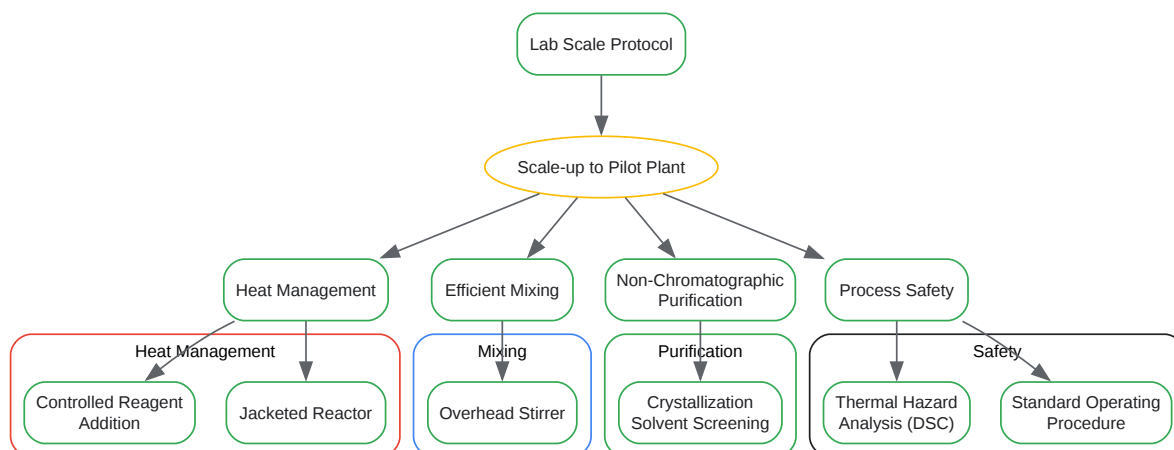 Lab Scale Protocol
Scale-up to Pilot Plant
Heat Management
Efficient Mixing
Non-Chromatographic
Purification
Process Safety
Heat Management
Mixing
Purification
Safety
Controlled Reagent
Addition
Jacketed Reactor
Overhead Stirrer
Crystallization
Solvent Screening
Thermal Hazard
Analysis (DSC)
Standard Operating
Procedure